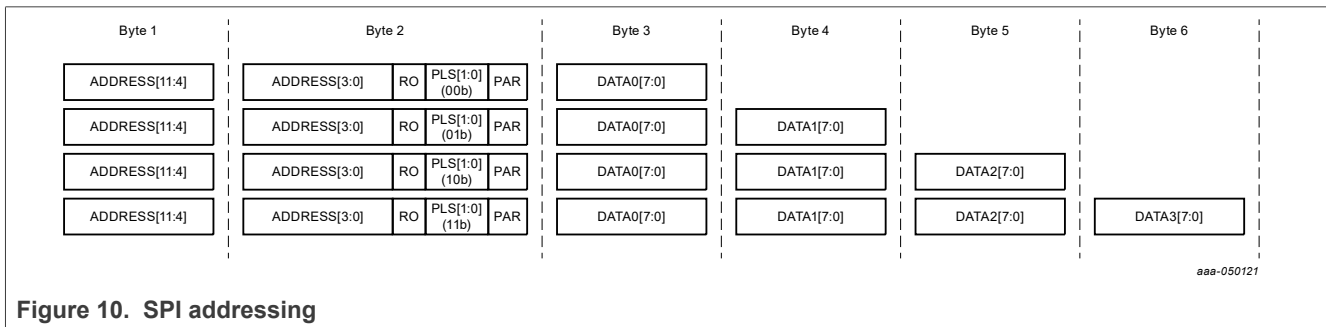 Byte 1 Byte 2 Byte 3 Byte 4 Byte 5 Byte 6
ADDRESS[11:4] ADDRESS[3:0] RO PLS[1:0] (00b) PAR DATA0[7:0]
ADDRESS[11:4] ADDRESS[3:0] RO PLS[1:0] (01b) PAR DATA0[7:0] DATA1[7:0]
ADDRESS[11:4] ADDRESS[3:0] RO PLS[1:0] (10b) PAR DATA0[7:0] DATA1[7:0] DATA2[7:0]
ADDRESS[11:4] ADDRESS[3:0] RO PLS[1:0] (11b) PAR DATA0[7:0] DATA1[7:0] DATA2[7:0] DATA3[7:0]
aaa-050121
Figure 10. SPI addressing